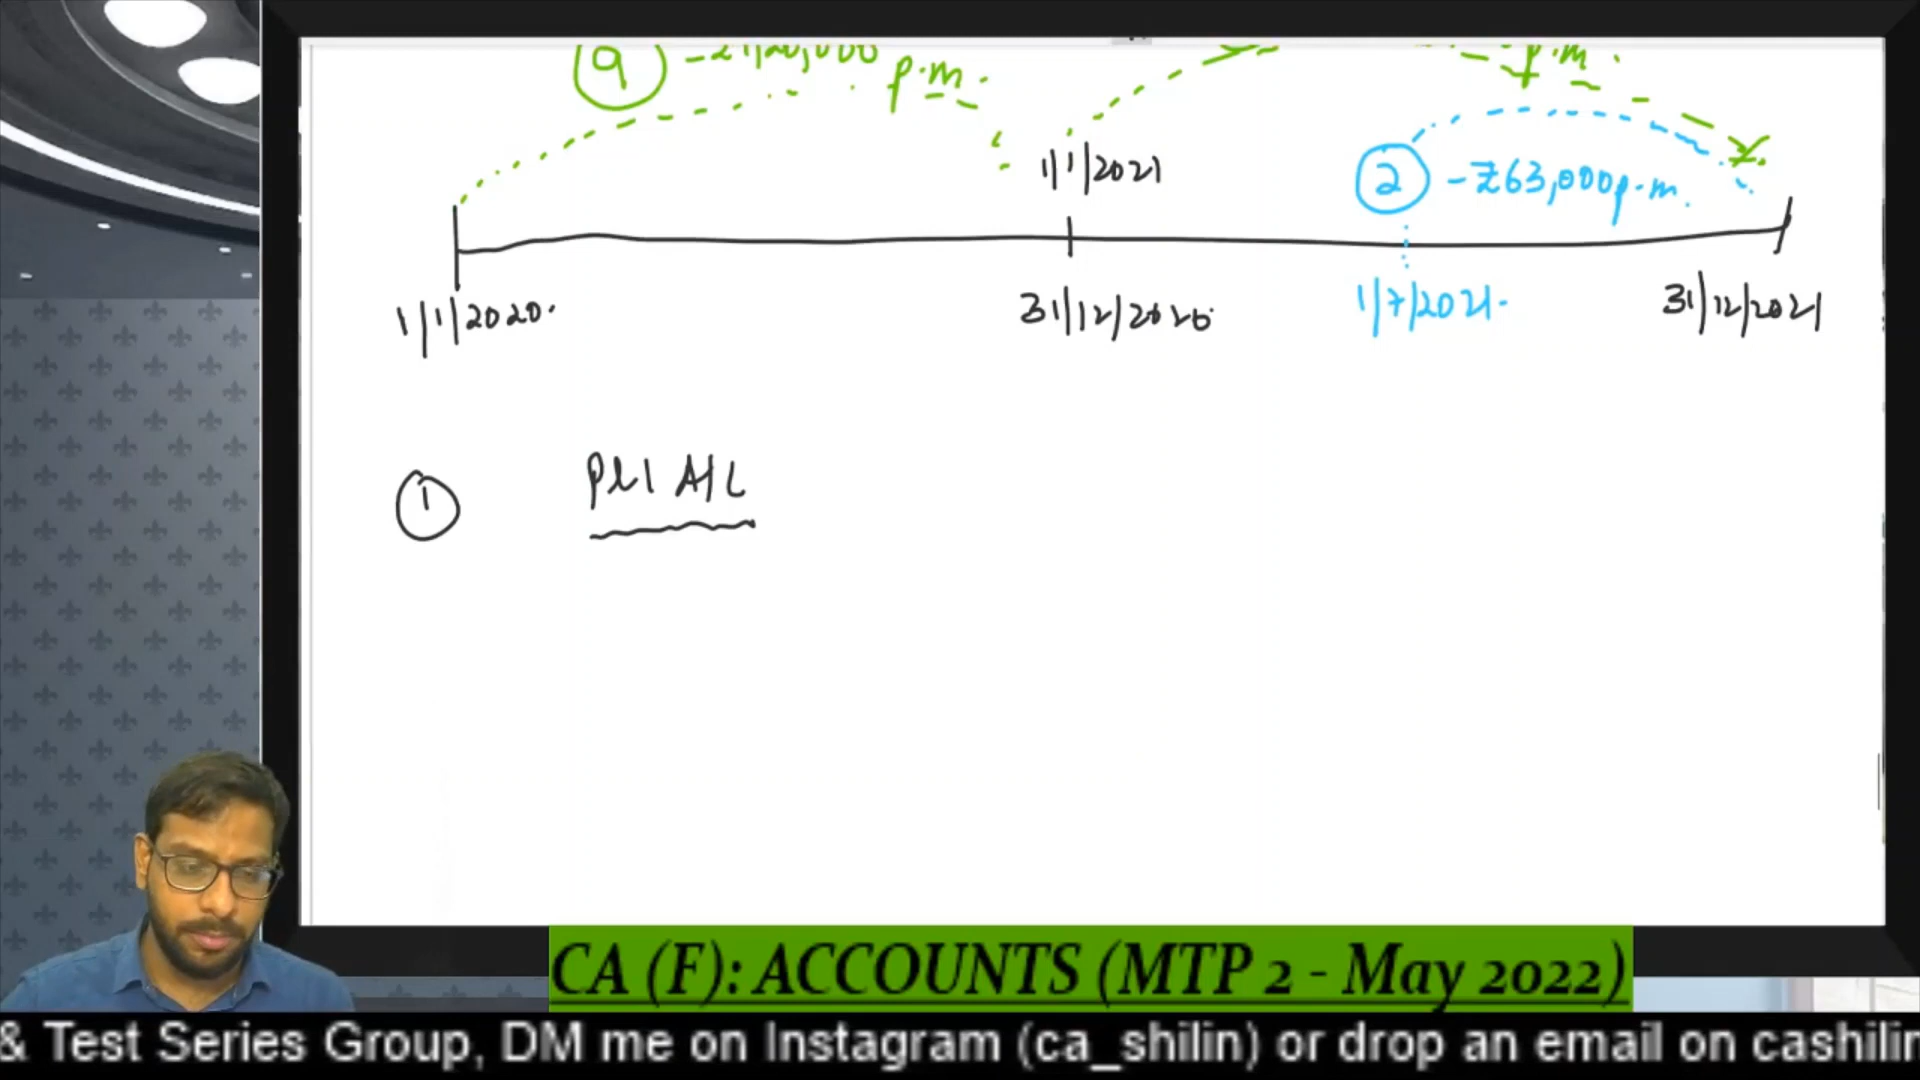 9 p.m. p.m.
1/1/2021 2 - ₹63,000 p.m.
1/1/2020. 31/12/2020. 1/7/2021. 31/12/2021
1 P&L A/c
CA (F): ACCOUNTS (MTP 2 - May 2022)
& Test Series Group, DM me on Instagram (ca_shilin) or drop an email on cashilin